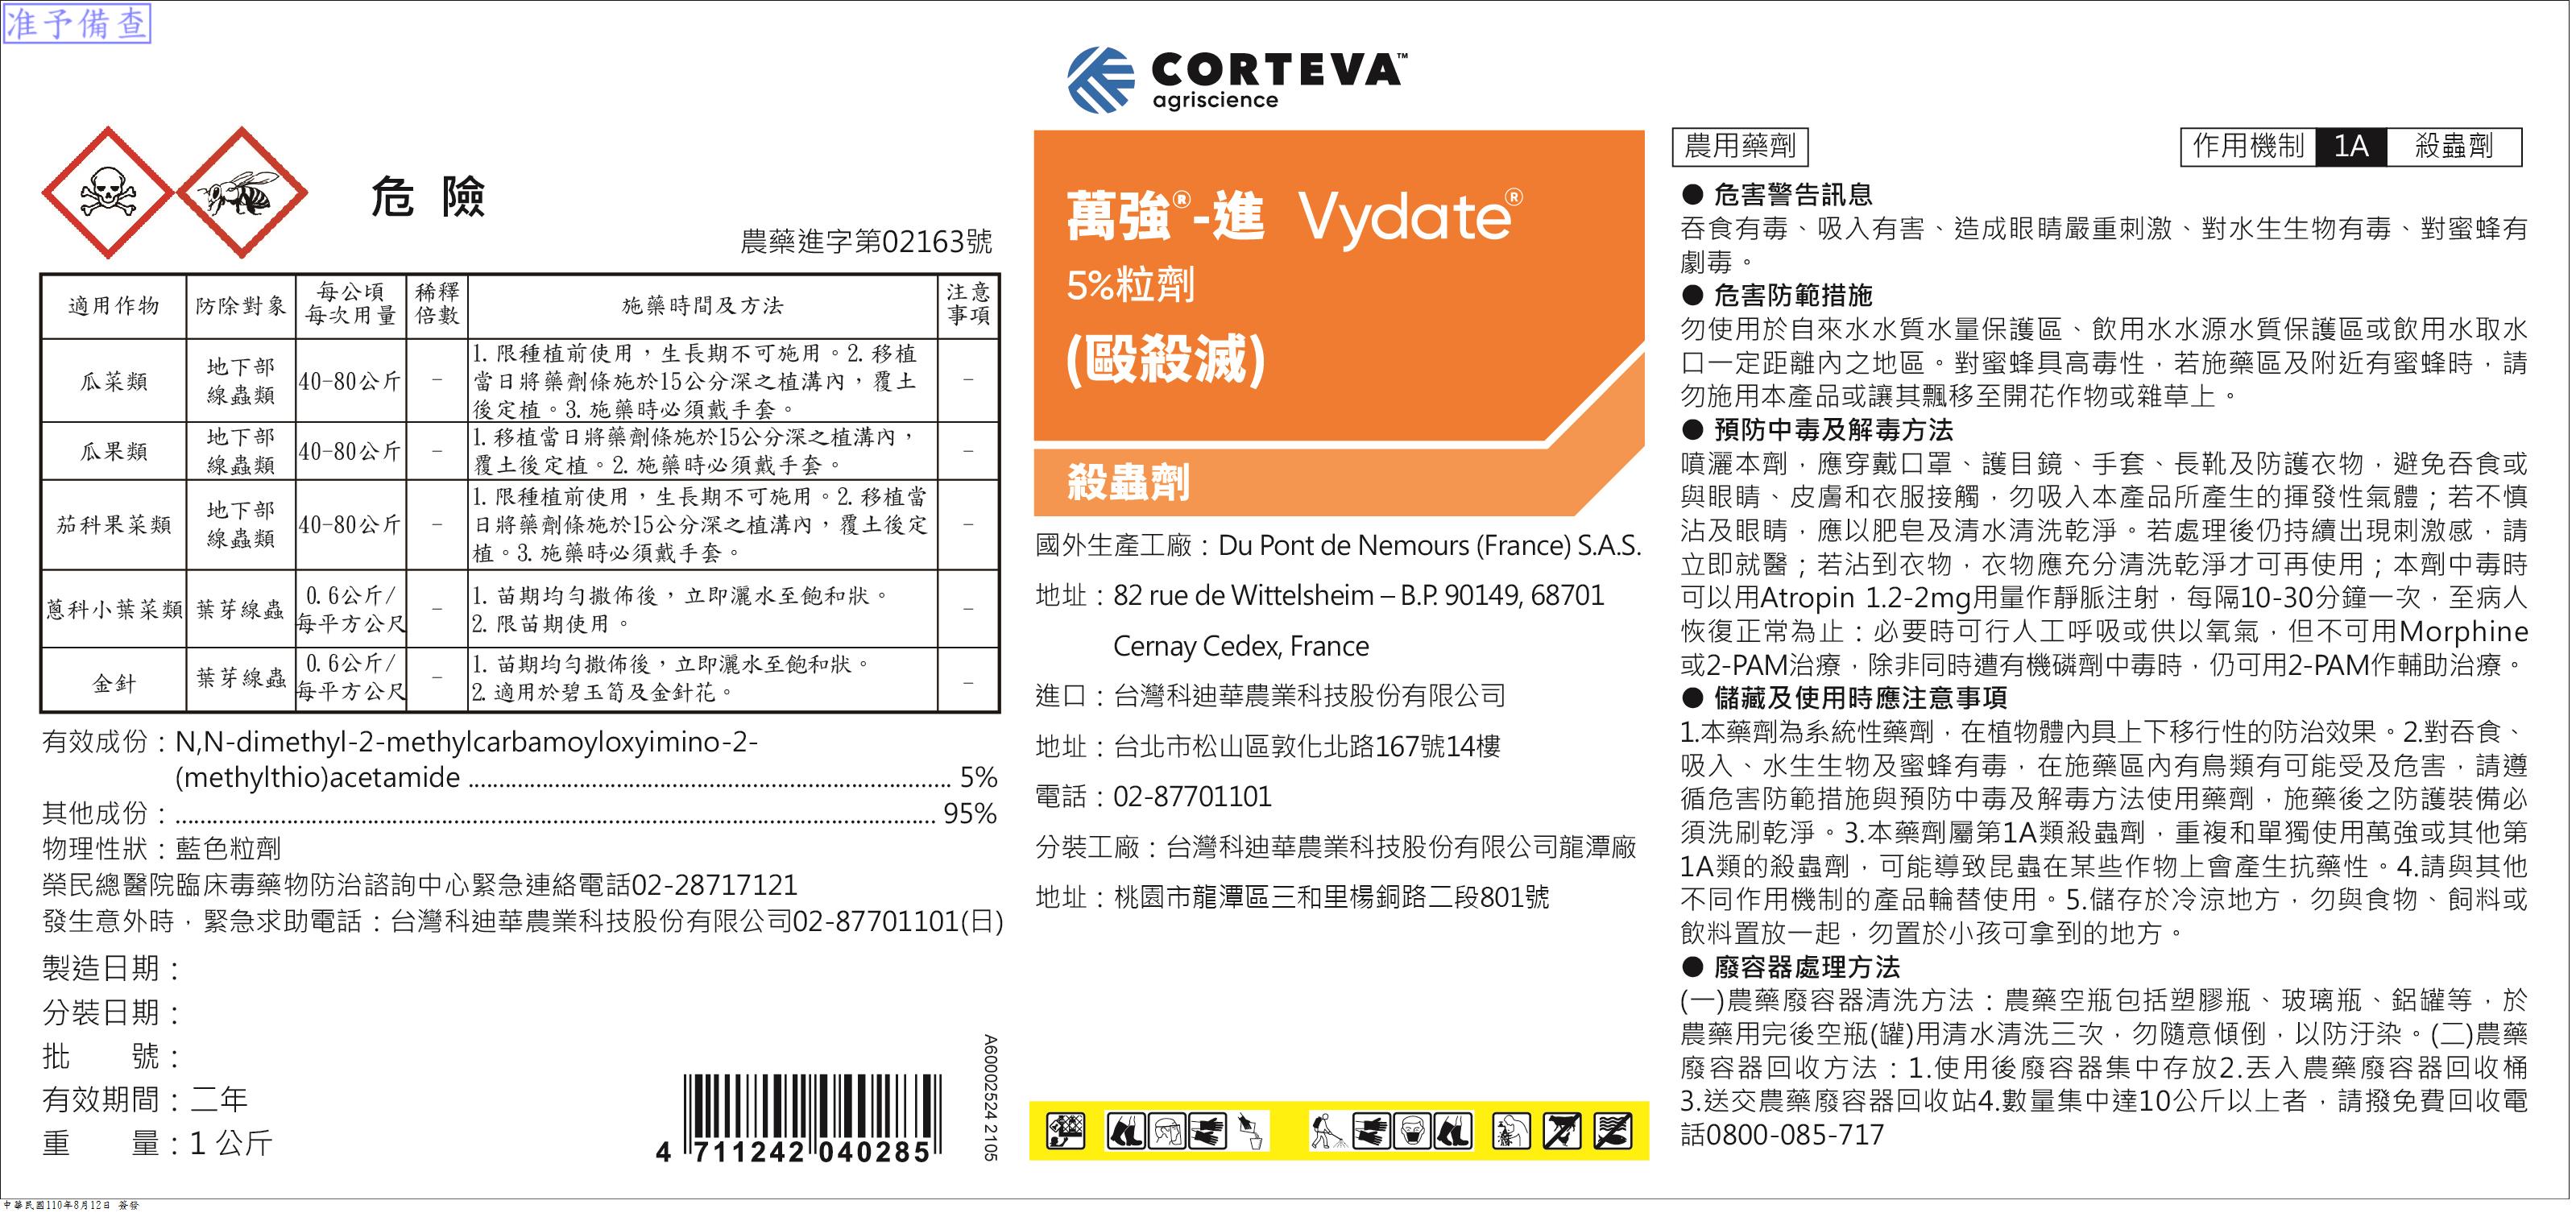 准予備查
危險
農藥進字第02163號
適用作物 防除對象 每公頃每次用量 稀釋倍數 施藥時間及方法 注意事項
瓜菜類 地下部線蟲類 40-80公斤 – 1.限種植前使用，生長期不可施用。2.移植
當日將藥劑條施於15公分深之植溝內，覆土
後定植。3.施藥時必須戴手套。 –
瓜果類 地下部線蟲類 40-80公斤 – 1.移植當日將藥劑條施於15公分深之植溝內，
覆土後定植。2.施藥時必須戴手套。 –
茄科果菜類 地下部線蟲類 40-80公斤 – 1.限種植前使用，生長期不可施用。2.移植當
日將藥劑條施於15公分深之植溝內，覆土後定
植。3.施藥時必須戴手套。 –
蔥科小葉菜類 葉芽線蟲 0.6公斤/每平方公尺 – 1.苗期均勻撒佈後，立即灑水至飽和狀。
2.限苗期使用。 –
金針 葉芽線蟲 0.6公斤/每平方公尺 – 1.苗期均勻撒佈後，立即灑水至飽和狀。
2.適用於碧玉筍及金針花。 –
有效成份：N,N-dimethyl-2-methylcarbamoyloxyimino-2-
(methylthio)acetamide ............ 5%
其他成份：............ 95%
物理性狀：藍色粒劑
榮民總醫院臨床毒藥物防治諮詢中心緊急連絡電話02-28717121
發生意外時，緊急求助電話：台灣科迪華農業科技股份有限公司02-87701101(日)
製造日期：
分裝日期：
批　　號：
有效期間：二年
重　　量：1 公斤
4 711242 040285
A60002524 2105
CORTEVA™
agriscience
萬強®-進 Vydate®
5%粒劑
(毆殺滅)
殺蟲劑
國外生產工廠：Du Pont de Nemours (France) S.A.S.
地址：82 rue de Wittelsheim – B.P. 90149, 68701
Cernay Cedex, France
進口：台灣科迪華農業科技股份有限公司
地址：台北市松山區敦化北路167號14樓
電話：02-87701101
分裝工廠：台灣科迪華農業科技股份有限公司龍潭廠
地址：桃園市龍潭區三和里楊銅路二段801號
農用藥劑
作用機制 1A 殺蟲劑
● 危害警告訊息
吞食有毒、吸入有害、造成眼睛嚴重刺激、對水生生物有毒、對蜜蜂有
劇毒。
● 危害防範措施
勿使用於自來水水質水量保護區、飲用水水源水質保護區或飲用水取水
口一定距離內之地區。對蜜蜂具高毒性，若施藥區及附近有蜜蜂時，請
勿施用本產品或讓其飄移至開花作物或雜草上。
● 預防中毒及解毒方法
噴灑本劑，應穿戴口罩、護目鏡、手套、長靴及防護衣物，避免吞食或
與眼睛、皮膚和衣服接觸，勿吸入本產品所產生的揮發性氣體；若不慎
沾及眼睛，應以肥皂及清水清洗乾淨。若處理後仍持續出現刺激感，請
立即就醫；若沾到衣物，衣物應充分清洗乾淨才可再使用；本劑中毒時
可以用Atropin 1.2-2mg用量作靜脈注射，每隔10-30分鐘一次，至病人
恢復正常為止：必要時可行人工呼吸或供以氧氣，但不可用Morphine
或2-PAM治療，除非同時遭有機磷劑中毒時，仍可用2-PAM作輔助治療。
● 儲藏及使用時應注意事項
1.本藥劑為系統性藥劑，在植物體內具上下移行性的防治效果。2.對吞食、
吸入、水生生物及蜜蜂有毒，在施藥區內有鳥類有可能受及危害，請遵
循危害防範措施與預防中毒及解毒方法使用藥劑，施藥後之防護裝備必
須洗刷乾淨。3.本藥劑屬第1A類殺蟲劑，重複和單獨使用萬強或其他第
1A類的殺蟲劑，可能導致昆蟲在某些作物上會產生抗藥性。4.請與其他
不同作用機制的產品輪替使用。5.儲存於冷涼地方，勿與食物、飼料或
飲料置放一起，勿置於小孩可拿到的地方。
● 廢容器處理方法
(一)農藥廢容器清洗方法：農藥空瓶包括塑膠瓶、玻璃瓶、鋁罐等，於
農藥用完後空瓶(罐)用清水清洗三次，勿隨意傾倒，以防汙染。(二)農藥
廢容器回收方法：1.使用後廢容器集中存放2.丟入農藥廢容器回收桶
3.送交農藥廢容器回收站4.數量集中達10公斤以上者，請撥免費回收電
話0800-085-717
中華民國110年8月12日 簽發